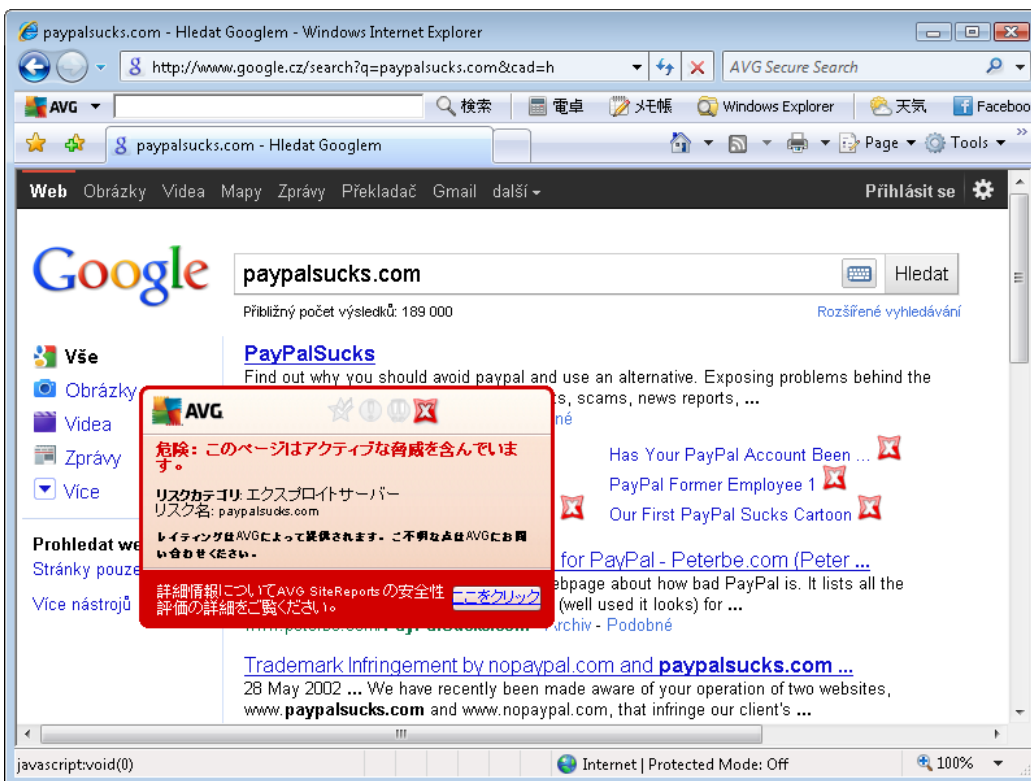 paypalsucks.com - Hledat Googlem - Windows Internet Explorer
http://www.google.cz/search?q=paypalsucks.com&cad=h
AVG Secure Search
AVG 検索 電卓 メモ帳 Windows Explorer 天気 Faceboo
paypalsucks.com - Hledat Googlem
Page Tools
Web Obrázky Videa Mapy Zprávy Překladač Gmail další Přihlásit se
Google paypalsucks.com Hledat
Přibližný počet výsledků: 189 000 Rozšířené vyhledávání
Vše
Obrázky
Videa
Zprávy
Více
Prohledat we
Stránky pouze
Více nástrojů
PayPalSucks
Find out why you should avoid paypal and use an alternative. Exposing problems behind the
ts, scams, news reports, ...
né
Has Your PayPal Account Been ...
PayPal Former Employee 1
Our First PayPal Sucks Cartoon
AVG
危険: このページはアクティブな脅威を含んでいま
す。
リスクカテゴリ: エクスプロイトサーバー
リスク名: paypalsucks.com
レイティングはAVGによって提供されます。ご不明な点はAVGにお問
い合わせください。
詳細情報についてAVG SiteReportsの安全性
評価の詳細をご覧ください。
ここをクリック
for PayPal - Peterbe.com (Peter ...
ebpage about how bad PayPal is. It lists all the
(well used it looks) for ...
Archiv - Podobné
Trademark Infringement by nopaypal.com and paypalsucks.com ...
28 May 2002 ... We have recently been made aware of your operation of two websites,
www.paypalsucks.com and www.nopaypal.com, that infringe our client's ...
javascript:void(0) Internet | Protected Mode: Off 100%